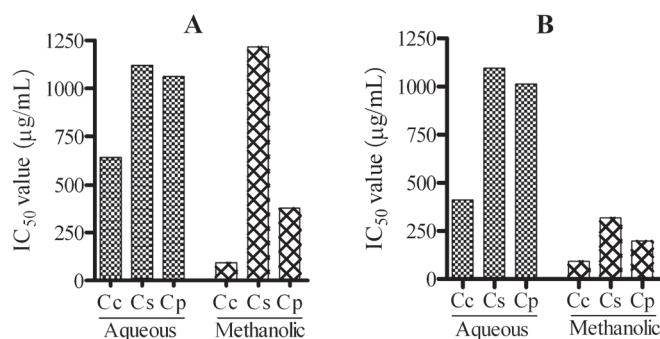 A
IC50 value (μg/mL)
1250
1000
750
500
250
0
Cc Cs Cp Cc Cs Cp
Aqueous Methanolic
B
IC50 value (μg/mL)
1250
1000
750
500
250
0
Cc Cs Cp Cc Cs Cp
Aqueous Methanolic